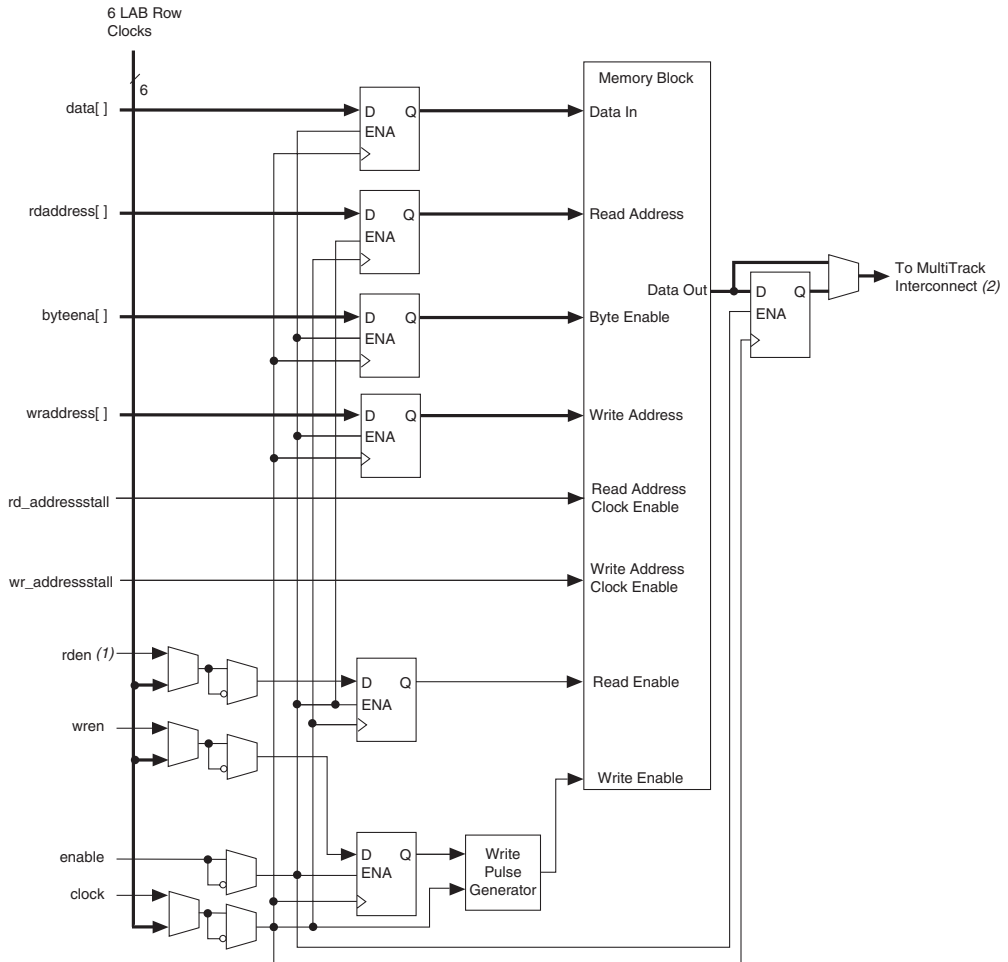 6 LAB Row
Clocks
6
Memory Block
data[ ]
D Q
ENA
Data In
rdaddress[ ]
D Q
ENA
Read Address
To MultiTrack
Interconnect (2)
Data Out
D Q
ENA
byteena[ ]
D Q
ENA
Byte Enable
wraddress[ ]
D Q
ENA
Write Address
rd_addressstall
Read Address
Clock Enable
wr_addressstall
Write Address
Clock Enable
rden (1)
D Q
ENA
Read Enable
wren
Write Enable
enable
D Q
ENA
Write
Pulse
Generator
clock